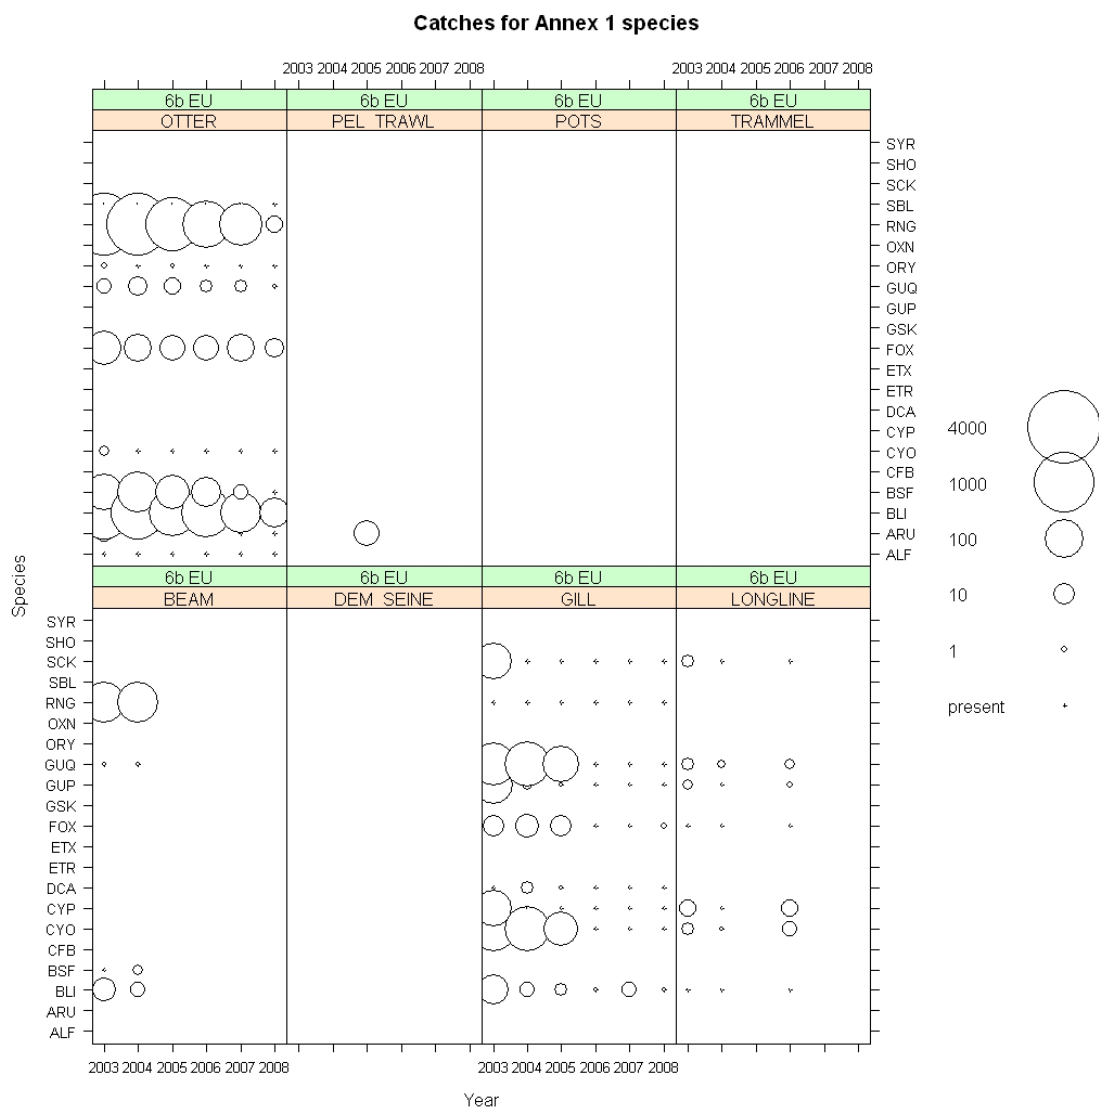 Catches for Annex 1 species
2003 2004 2005 2006 2007 2008 2003 2004 2005 2006 2007 2008
6b EU 6b EU 6b EU 6b EU
OTTER PEL TRAWL POTS TRAMMEL
SYR
SHO
SCK
SBL
RNG
OXN
ORY
GUQ
GUP
GSK
FOX
ETX
ETR
DCA
CYP
CYO
CFB
BSF
BLI
ARU
ALF
4000
1000
100
10
1
present
Species
6b EU 6b EU 6b EU 6b EU
BEAM DEM SEINE GILL LONGLINE
SYR
SHO
SCK
SBL
RNG
OXN
ORY
GUQ
GUP
GSK
FOX
ETX
ETR
DCA
CYP
CYO
CFB
BSF
BLI
ARU
ALF
2003 2004 2005 2006 2007 2008 2003 2004 2005 2006 2007 2008
Year